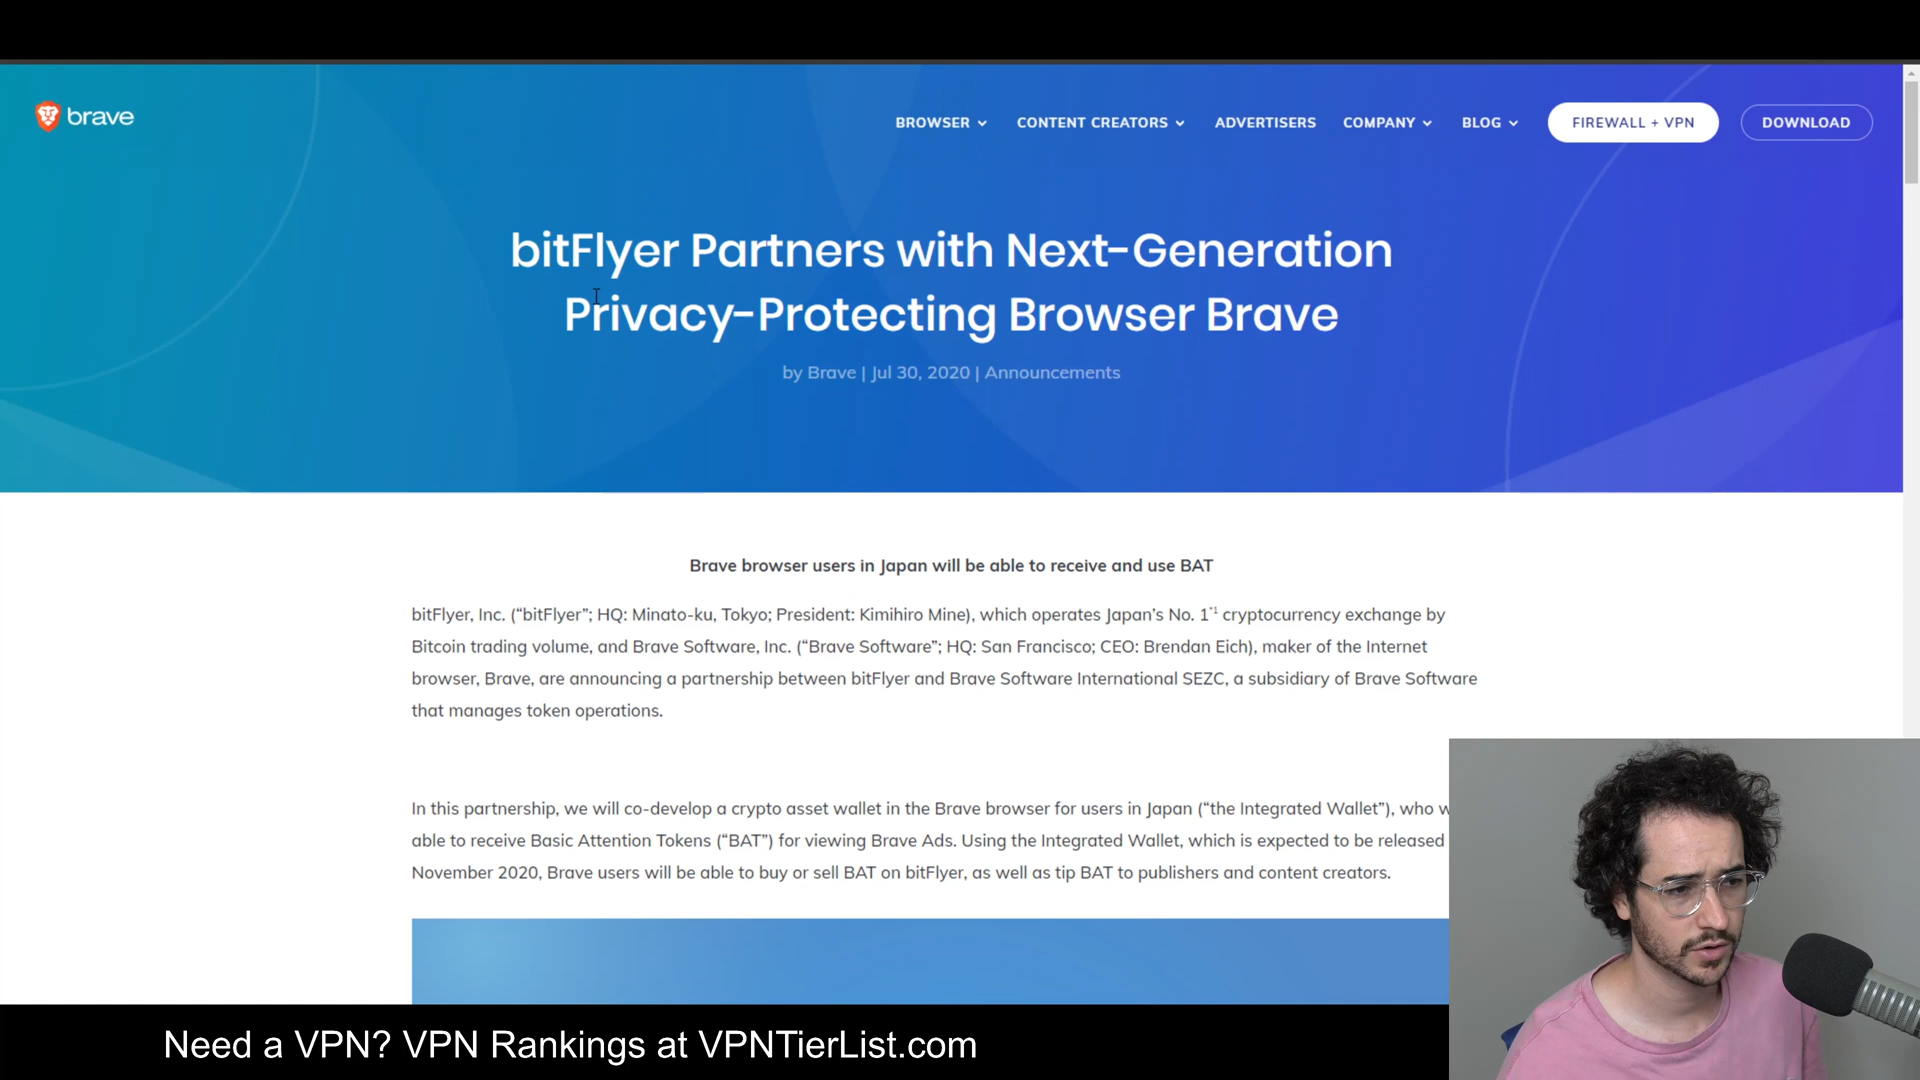 brave
BROWSER
CONTENT CREATORS
ADVERTISERS
COMPANY
BLOG
FIREWALL + VPN
DOWNLOAD
bitFlyer Partners with Next-Generation
Privacy-Protecting Browser Brave
by Brave | Jul 30, 2020 | Announcements
Brave browser users in Japan will be able to receive and use BAT
bitFlyer, Inc. (“bitFlyer”; HQ: Minato-ku, Tokyo; President: Kimihiro Mine), which operates Japan’s No. 1*1 cryptocurrency exchange by
Bitcoin trading volume, and Brave Software, Inc. (“Brave Software”; HQ: San Francisco; CEO: Brendan Eich), maker of the Internet
browser, Brave, are announcing a partnership between bitFlyer and Brave Software International SEZC, a subsidiary of Brave Software
that manages token operations.
In this partnership, we will co-develop a crypto asset wallet in the Brave browser for users in Japan (“the Integrated Wallet”), who
able to receive Basic Attention Tokens (“BAT”) for viewing Brave Ads. Using the Integrated Wallet, which is expected to be released
November 2020, Brave users will be able to buy or sell BAT on bitFlyer, as well as tip BAT to publishers and content creators.
Need a VPN? VPN Rankings at VPNTierList.com